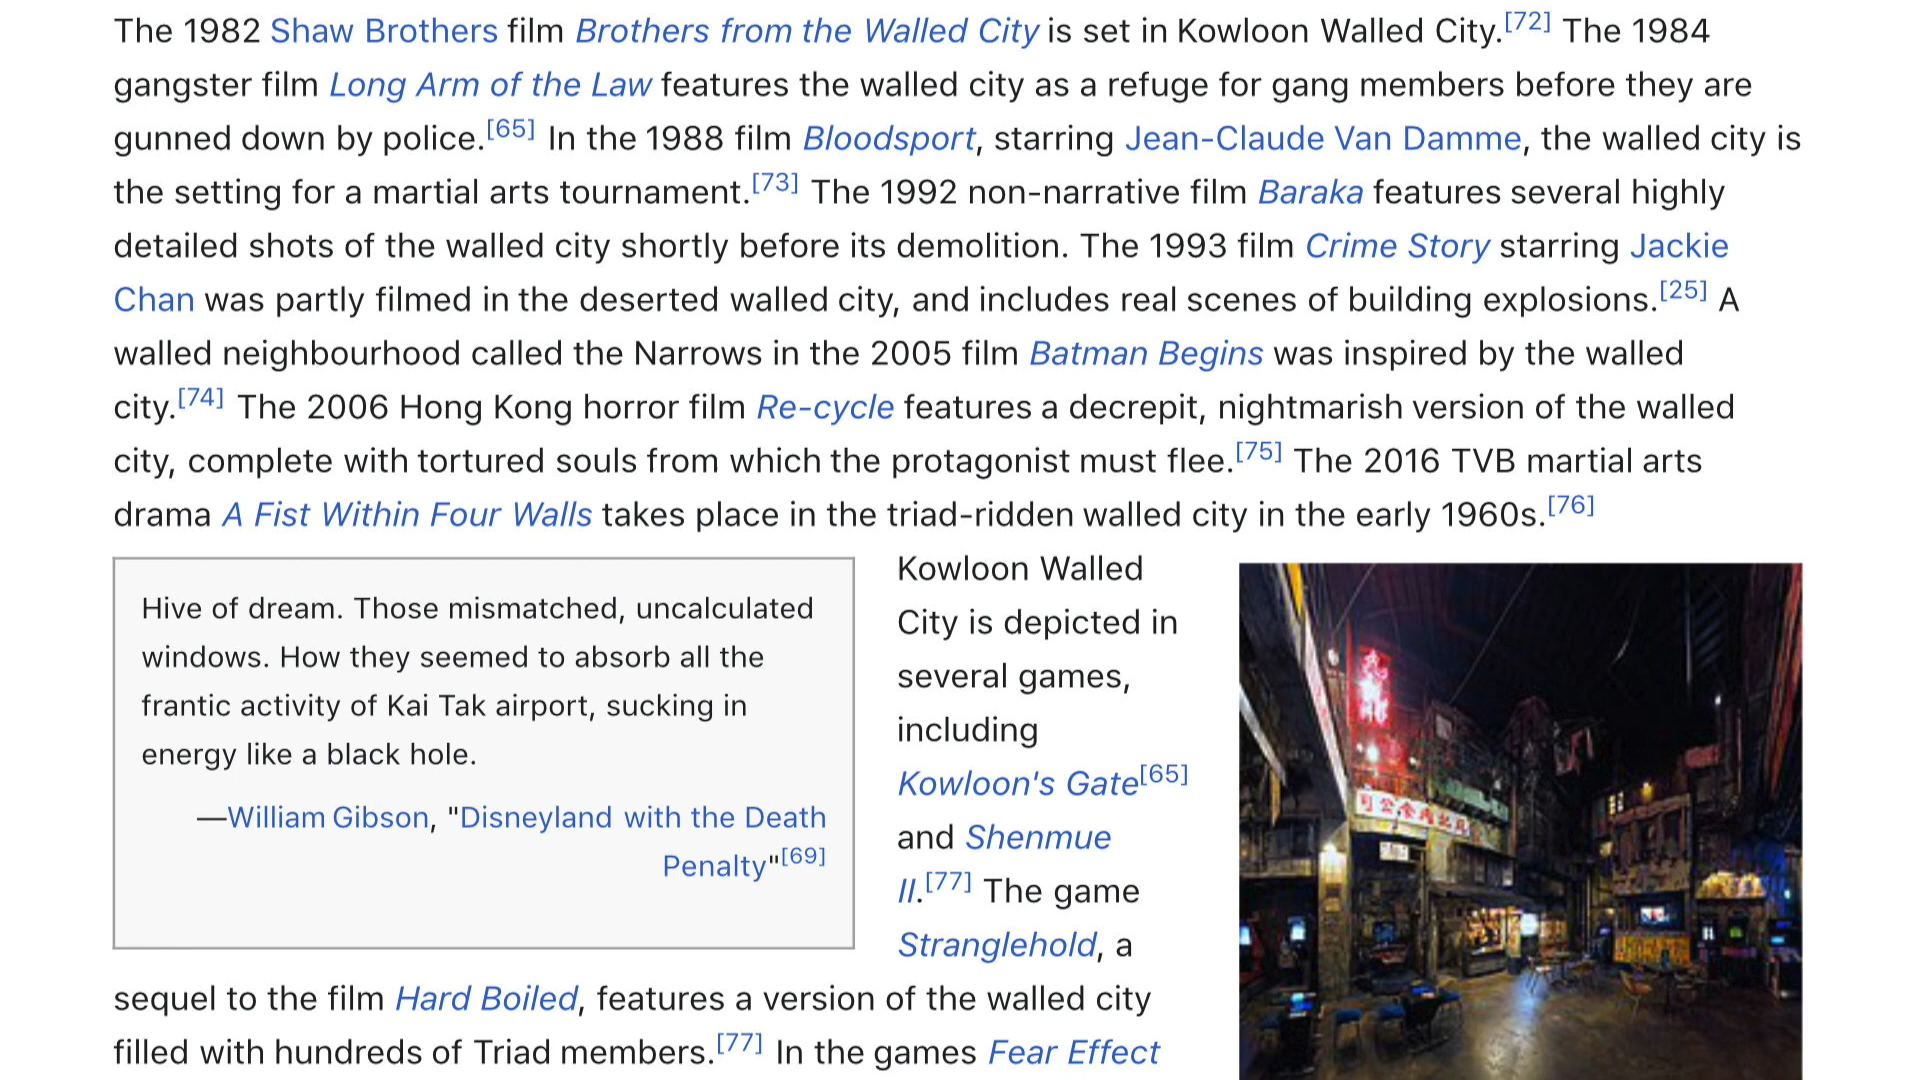 The 1982 Shaw Brothers film Brothers from the Walled City is set in Kowloon Walled City.[72] The 1984
gangster film Long Arm of the Law features the walled city as a refuge for gang members before they are
gunned down by police.[65] In the 1988 film Bloodsport, starring Jean-Claude Van Damme, the walled city is
the setting for a martial arts tournament.[73] The 1992 non-narrative film Baraka features several highly
detailed shots of the walled city shortly before its demolition. The 1993 film Crime Story starring Jackie
Chan was partly filmed in the deserted walled city, and includes real scenes of building explosions.[25] A
walled neighbourhood called the Narrows in the 2005 film Batman Begins was inspired by the walled
city.[74] The 2006 Hong Kong horror film Re-cycle features a decrepit, nightmarish version of the walled
city, complete with tortured souls from which the protagonist must flee.[75] The 2016 TVB martial arts
drama A Fist Within Four Walls takes place in the triad-ridden walled city in the early 1960s.[76]
Hive of dream. Those mismatched, uncalculated
windows. How they seemed to absorb all the
frantic activity of Kai Tak airport, sucking in
energy like a black hole.
—William Gibson, "Disneyland with the Death
Penalty"[69]
Kowloon Walled
City is depicted in
several games,
including
Kowloon's Gate[65]
and Shenmue
II.[77] The game
Stranglehold, a
sequel to the film Hard Boiled, features a version of the walled city
filled with hundreds of Triad members.[77] In the games Fear Effect